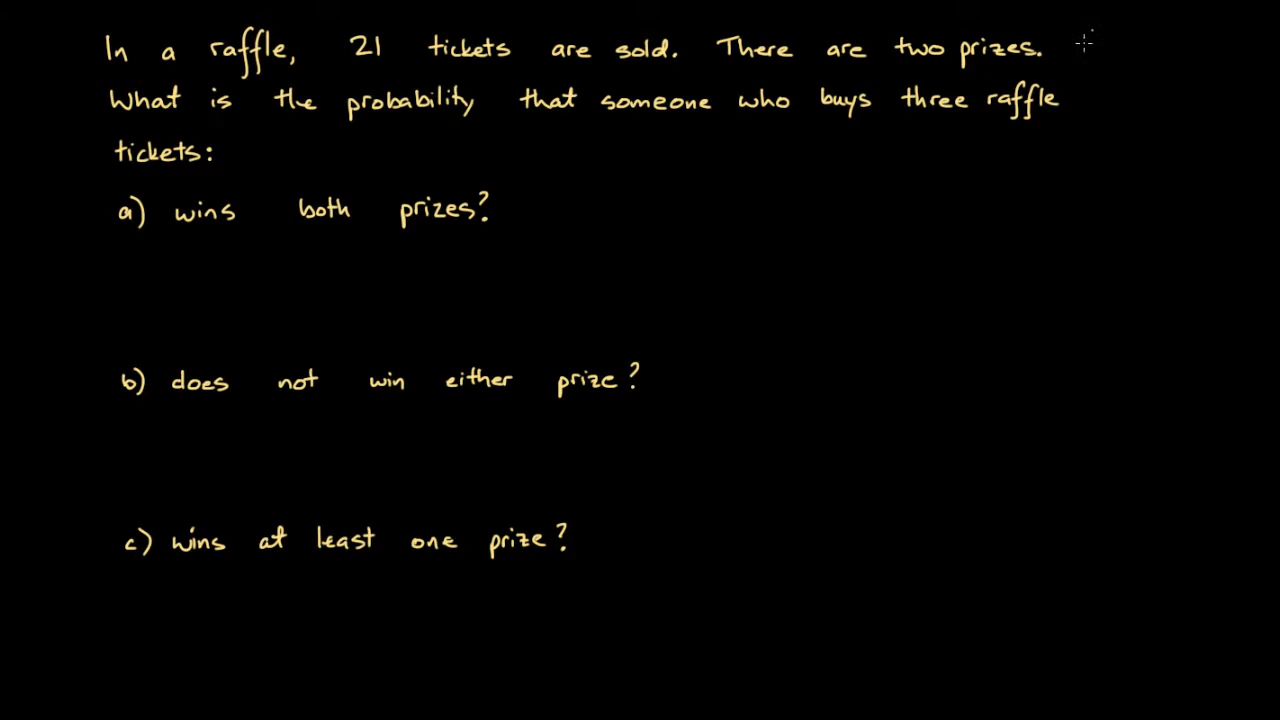 In a raffle, 21 tickets are sold. There are two prizes.
What is the probability that someone who buys three raffle
tickets:
a) wins both prizes?
b) does not win either prize?
c) wins at least one prize?